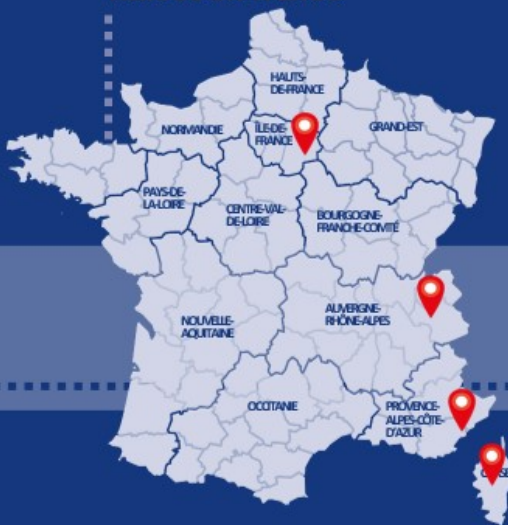 HAUTS-
DE-FRANCE
NORMANDIE
ÎLE-DE-
FRANCE
GRAND-EST
PAYS-DE-
LA-LOIRE
CENTRE-VAL-
DE-LOIRE
BOURGOGNE-
FRANCHE-COMTÉ
NOUVELLE-
AQUITAINE
AUVERGNE-
RHÔNE-ALPES
OCCITANIE
PROVENCE-
ALPES-CÔTE-
D'AZUR